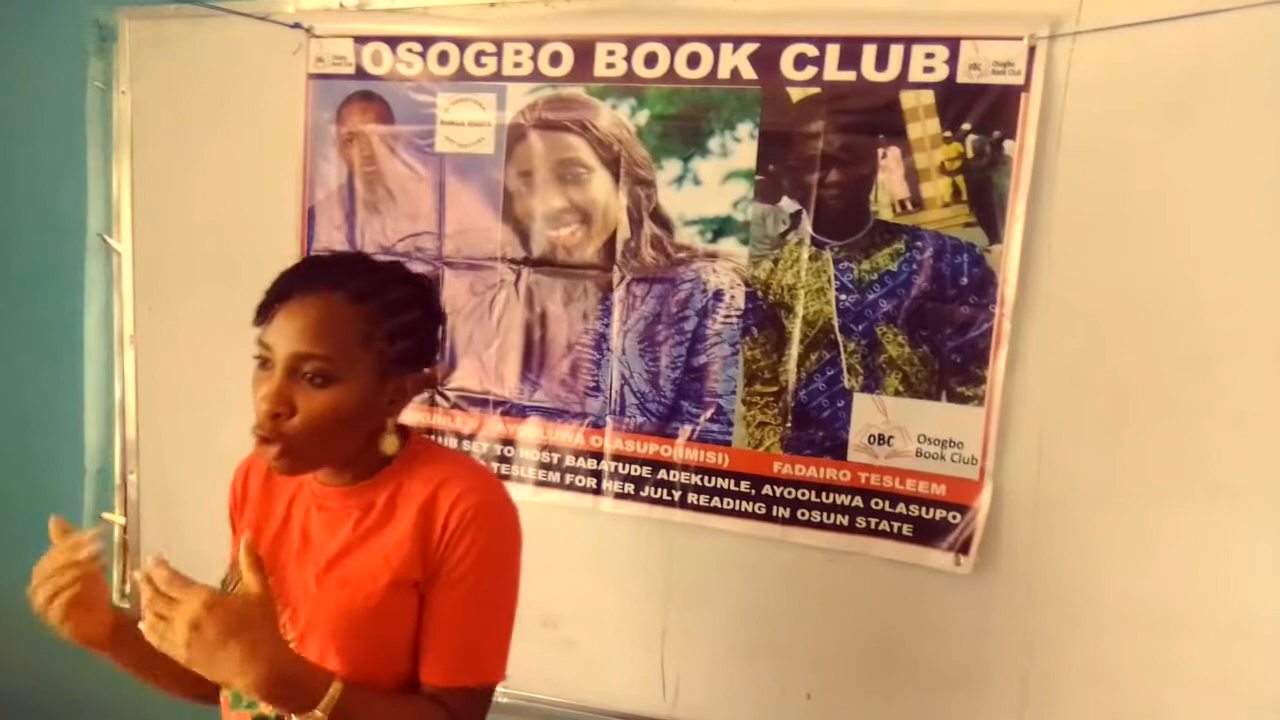 OSOGBO BOOK CLUB
Osogbo
Book Club
AYOOLUWA OLASUPO(IMISI)
FADAIRO TESLEEM
SET TO HOST BABATUDE ADEKUNLE, AYOOLUWA OLASUPO
TESLEEM FOR HER JULY READING IN OSUN STATE
OBC
Osogbo
Book Club